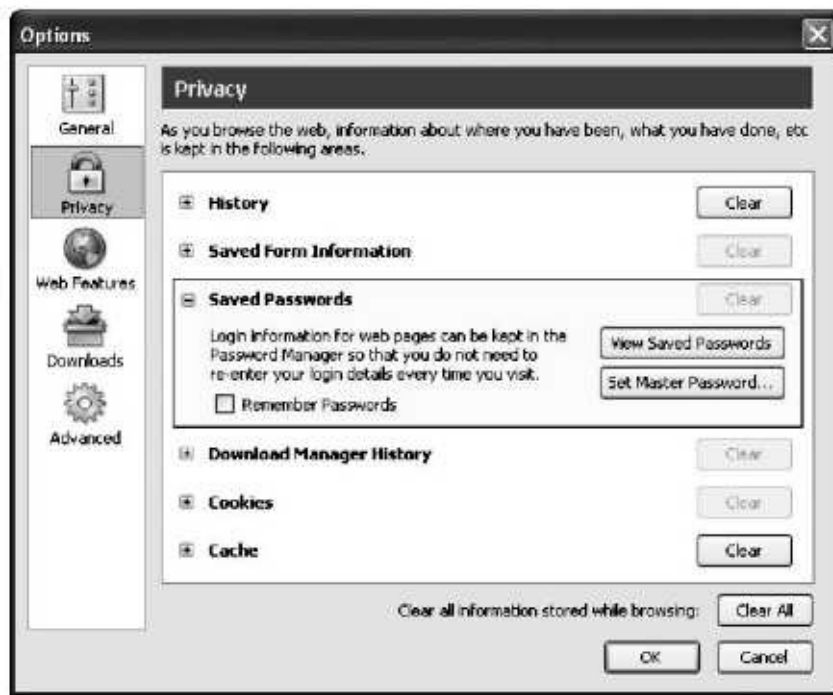 Options
General
Privacy
Web Features
Downloads
Advanced
Privacy
As you browse the web, information about where you have been, what you have done, etc
is kept in the following areas.
History Clear
Saved Form Information Clear
Saved Passwords Clear
Login information for web pages can be kept in the
Password Manager so that you do not need to
re-enter your login details every time you visit.
Remember Passwords
View Saved Passwords
Set Master Password...
Download Manager History Clear
Cookies Clear
Cache Clear
Clear all information stored while browsing: Clear All
OK Cancel